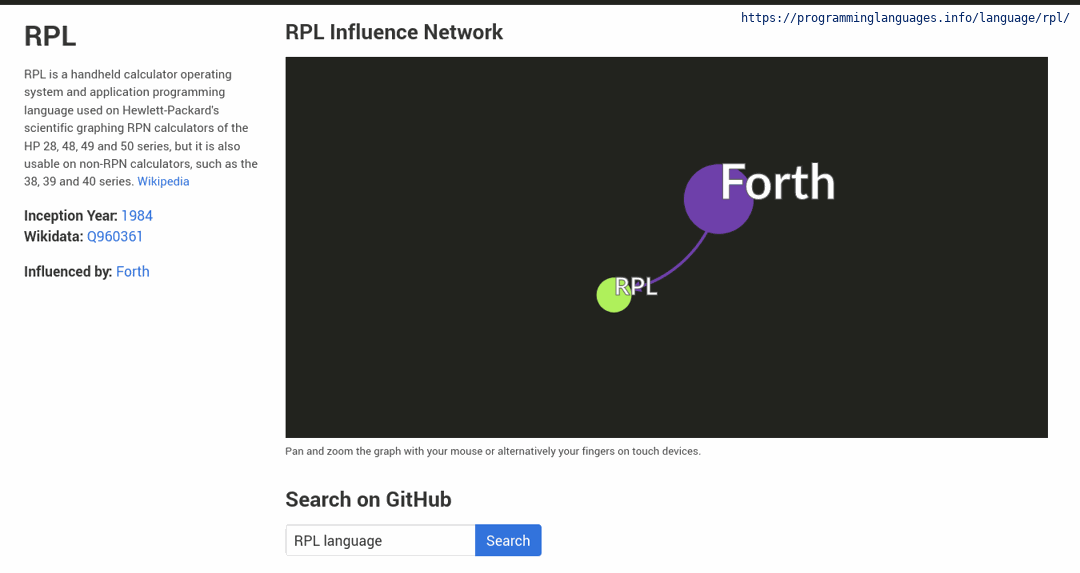 https://programminglanguages.info/language/rpl/
RPL
RPL is a handheld calculator operating
system and application programming
language used on Hewlett-Packard's
scientific graphing RPN calculators of the
HP 28, 48, 49 and 50 series, but it is also
usable on non-RPN calculators, such as the
38, 39 and 40 series. Wikipedia
Inception Year: 1984
Wikidata: Q960361
Influenced by: Forth
RPL Influence Network
Forth
RPL
Pan and zoom the graph with your mouse or alternatively your fingers on touch devices.
Search on GitHub
RPL language
Search